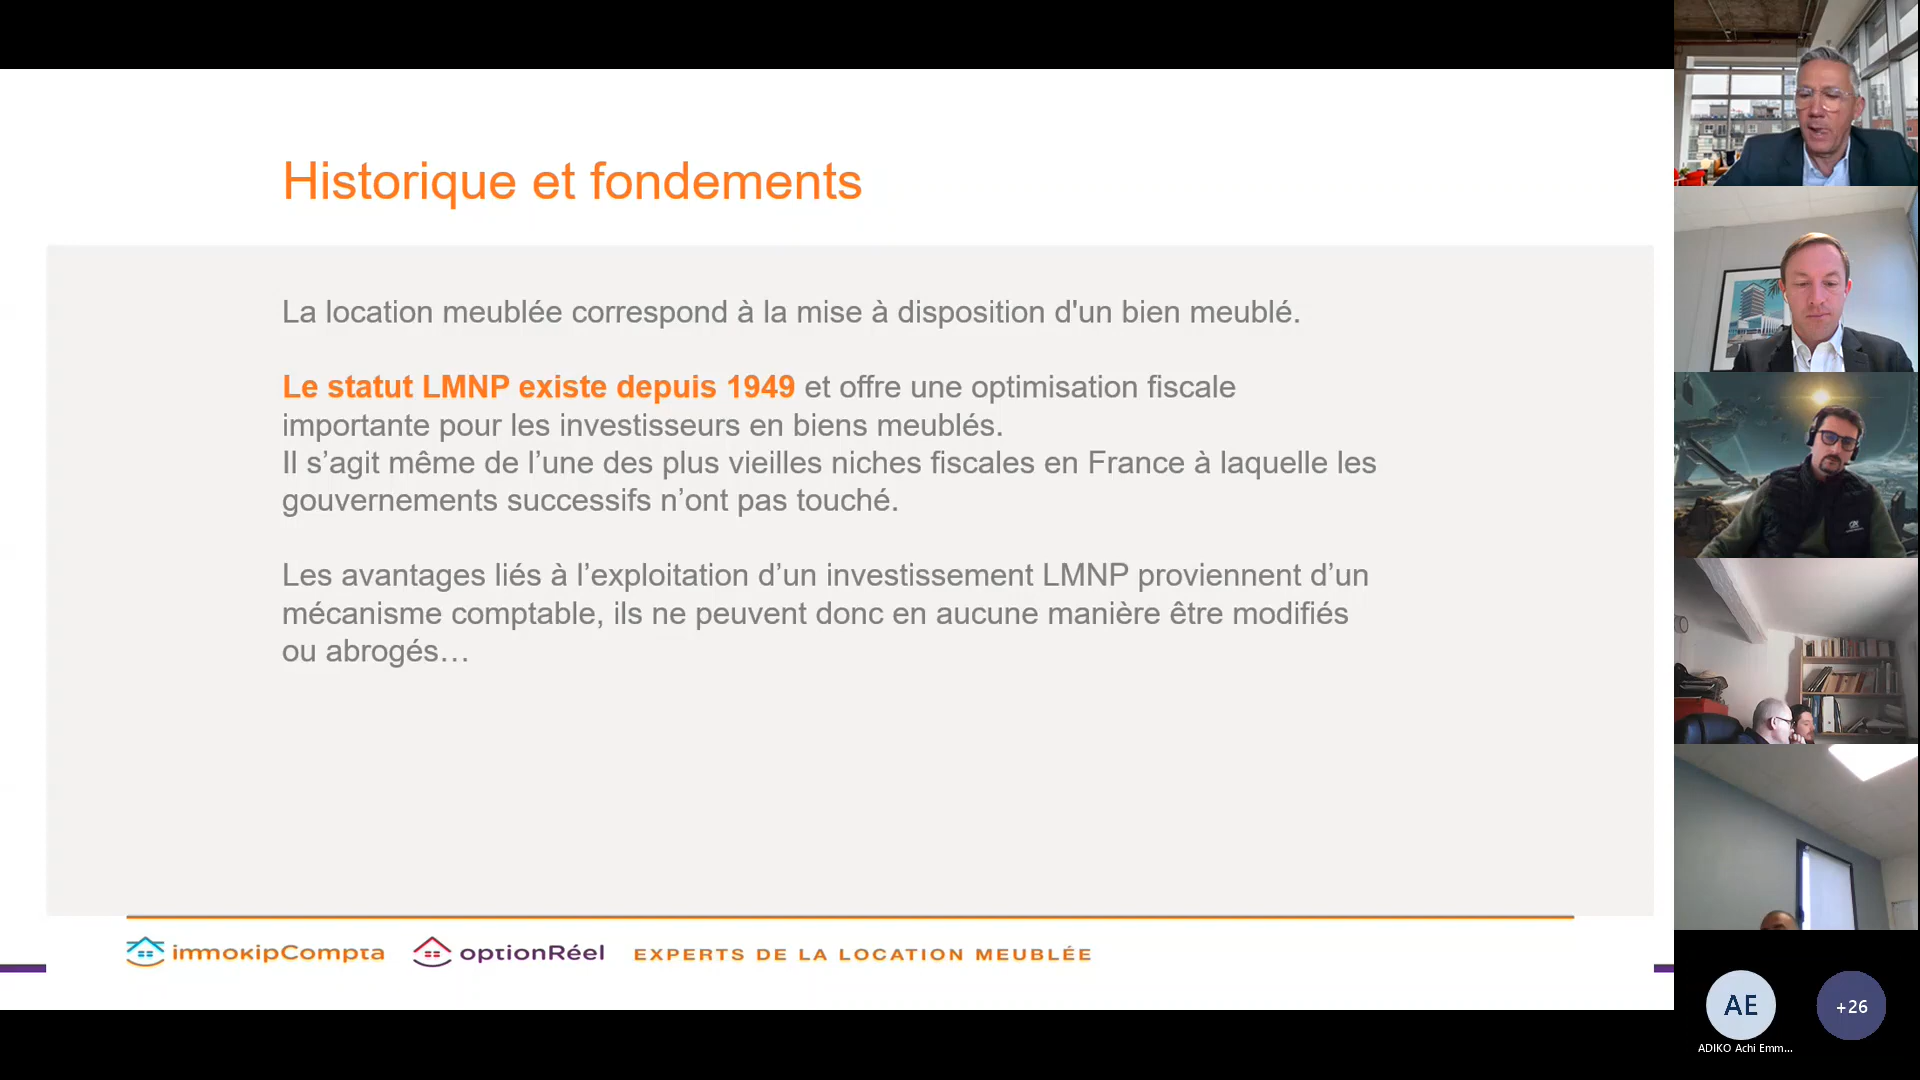 Historique et fondements
La location meublée correspond à la mise à disposition d'un bien meublé.
Le statut LMNP existe depuis 1949 et offre une optimisation fiscale
importante pour les investisseurs en biens meublés.
Il s’agit même de l’une des plus vieilles niches fiscales en France à laquelle les
gouvernements successifs n’ont pas touché.
Les avantages liés à l’exploitation d’un investissement LMNP proviennent d’un
mécanisme comptable, ils ne peuvent donc en aucune manière être modifiés
ou abrogés…
immokipCompta optionRéel EXPERTS DE LA LOCATION MEUBLÉE
AE
+26
ADIKO Achi Emm...